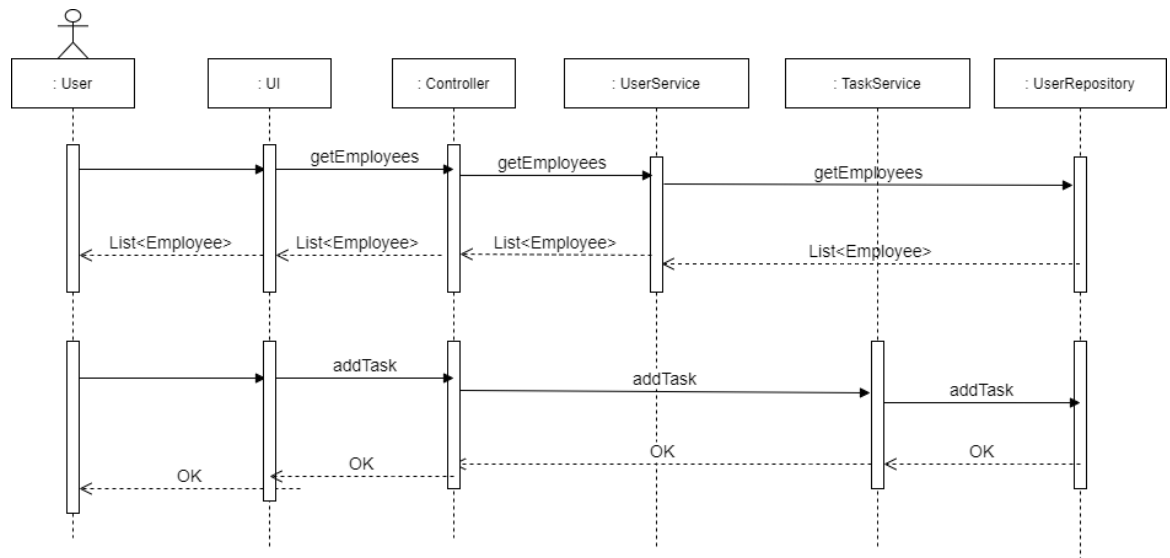 : User
: UI
: Controller
: UserService
: TaskService
: UserRepository
getEmployees
getEmployees
getEmployees
List<Employee>
List<Employee>
List<Employee>
List<Employee>
addTask
addTask
addTask
OK
OK
OK
OK